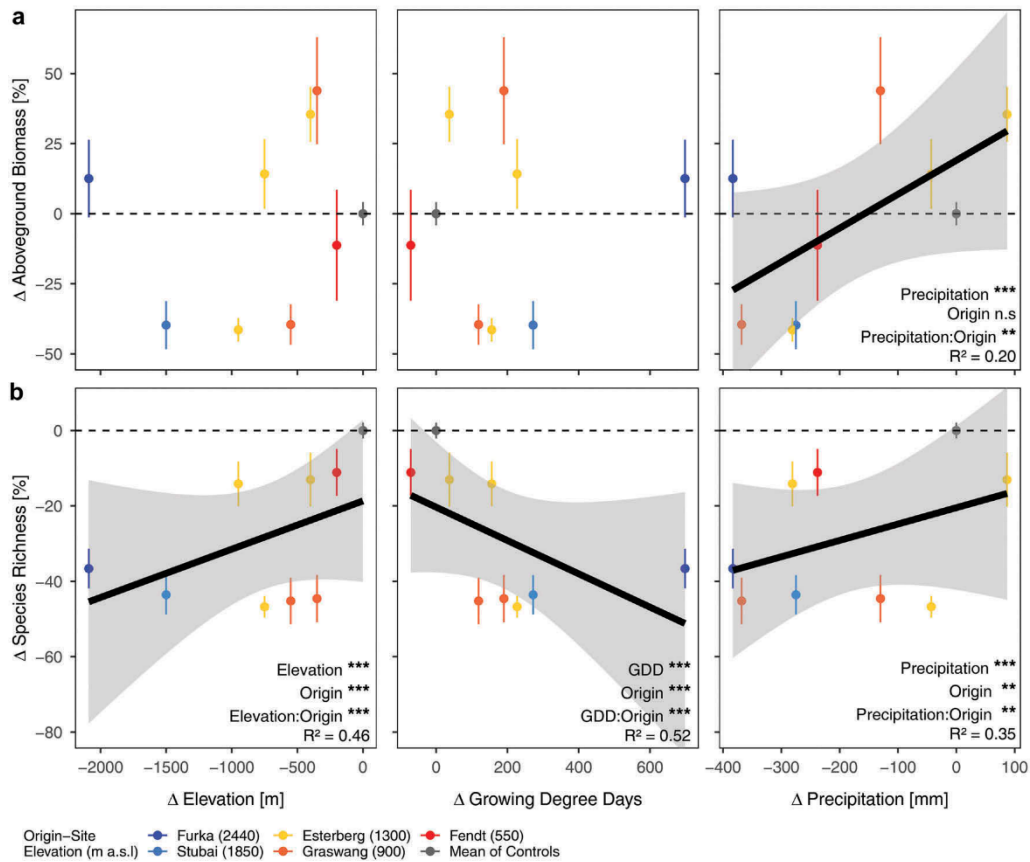 a
Δ Aboveground Biomass [%]
50
25
0
−25
−50
Precipitation ***
Origin n.s
Precipitation:Origin **
R² = 0.20
b
Δ Species Richness [%]
0
−20
−40
−60
−80
Elevation ***
Origin ***
Elevation:Origin ***
R² = 0.46
GDD ***
Origin ***
GDD:Origin ***
R² = 0.52
Precipitation ***
Origin **
Precipitation:Origin **
R² = 0.35
−2000 −1500 −1000 −500 0
0 200 400 600
−400 −300 −200 −100 0 100
Δ Elevation [m]
Δ Growing Degree Days
Δ Precipitation [mm]
Origin−Site Furka (2440) Esterberg (1300) Fendt (550)
Elevation (m a.s.l) Stubai (1850) Graswang (900) Mean of Controls